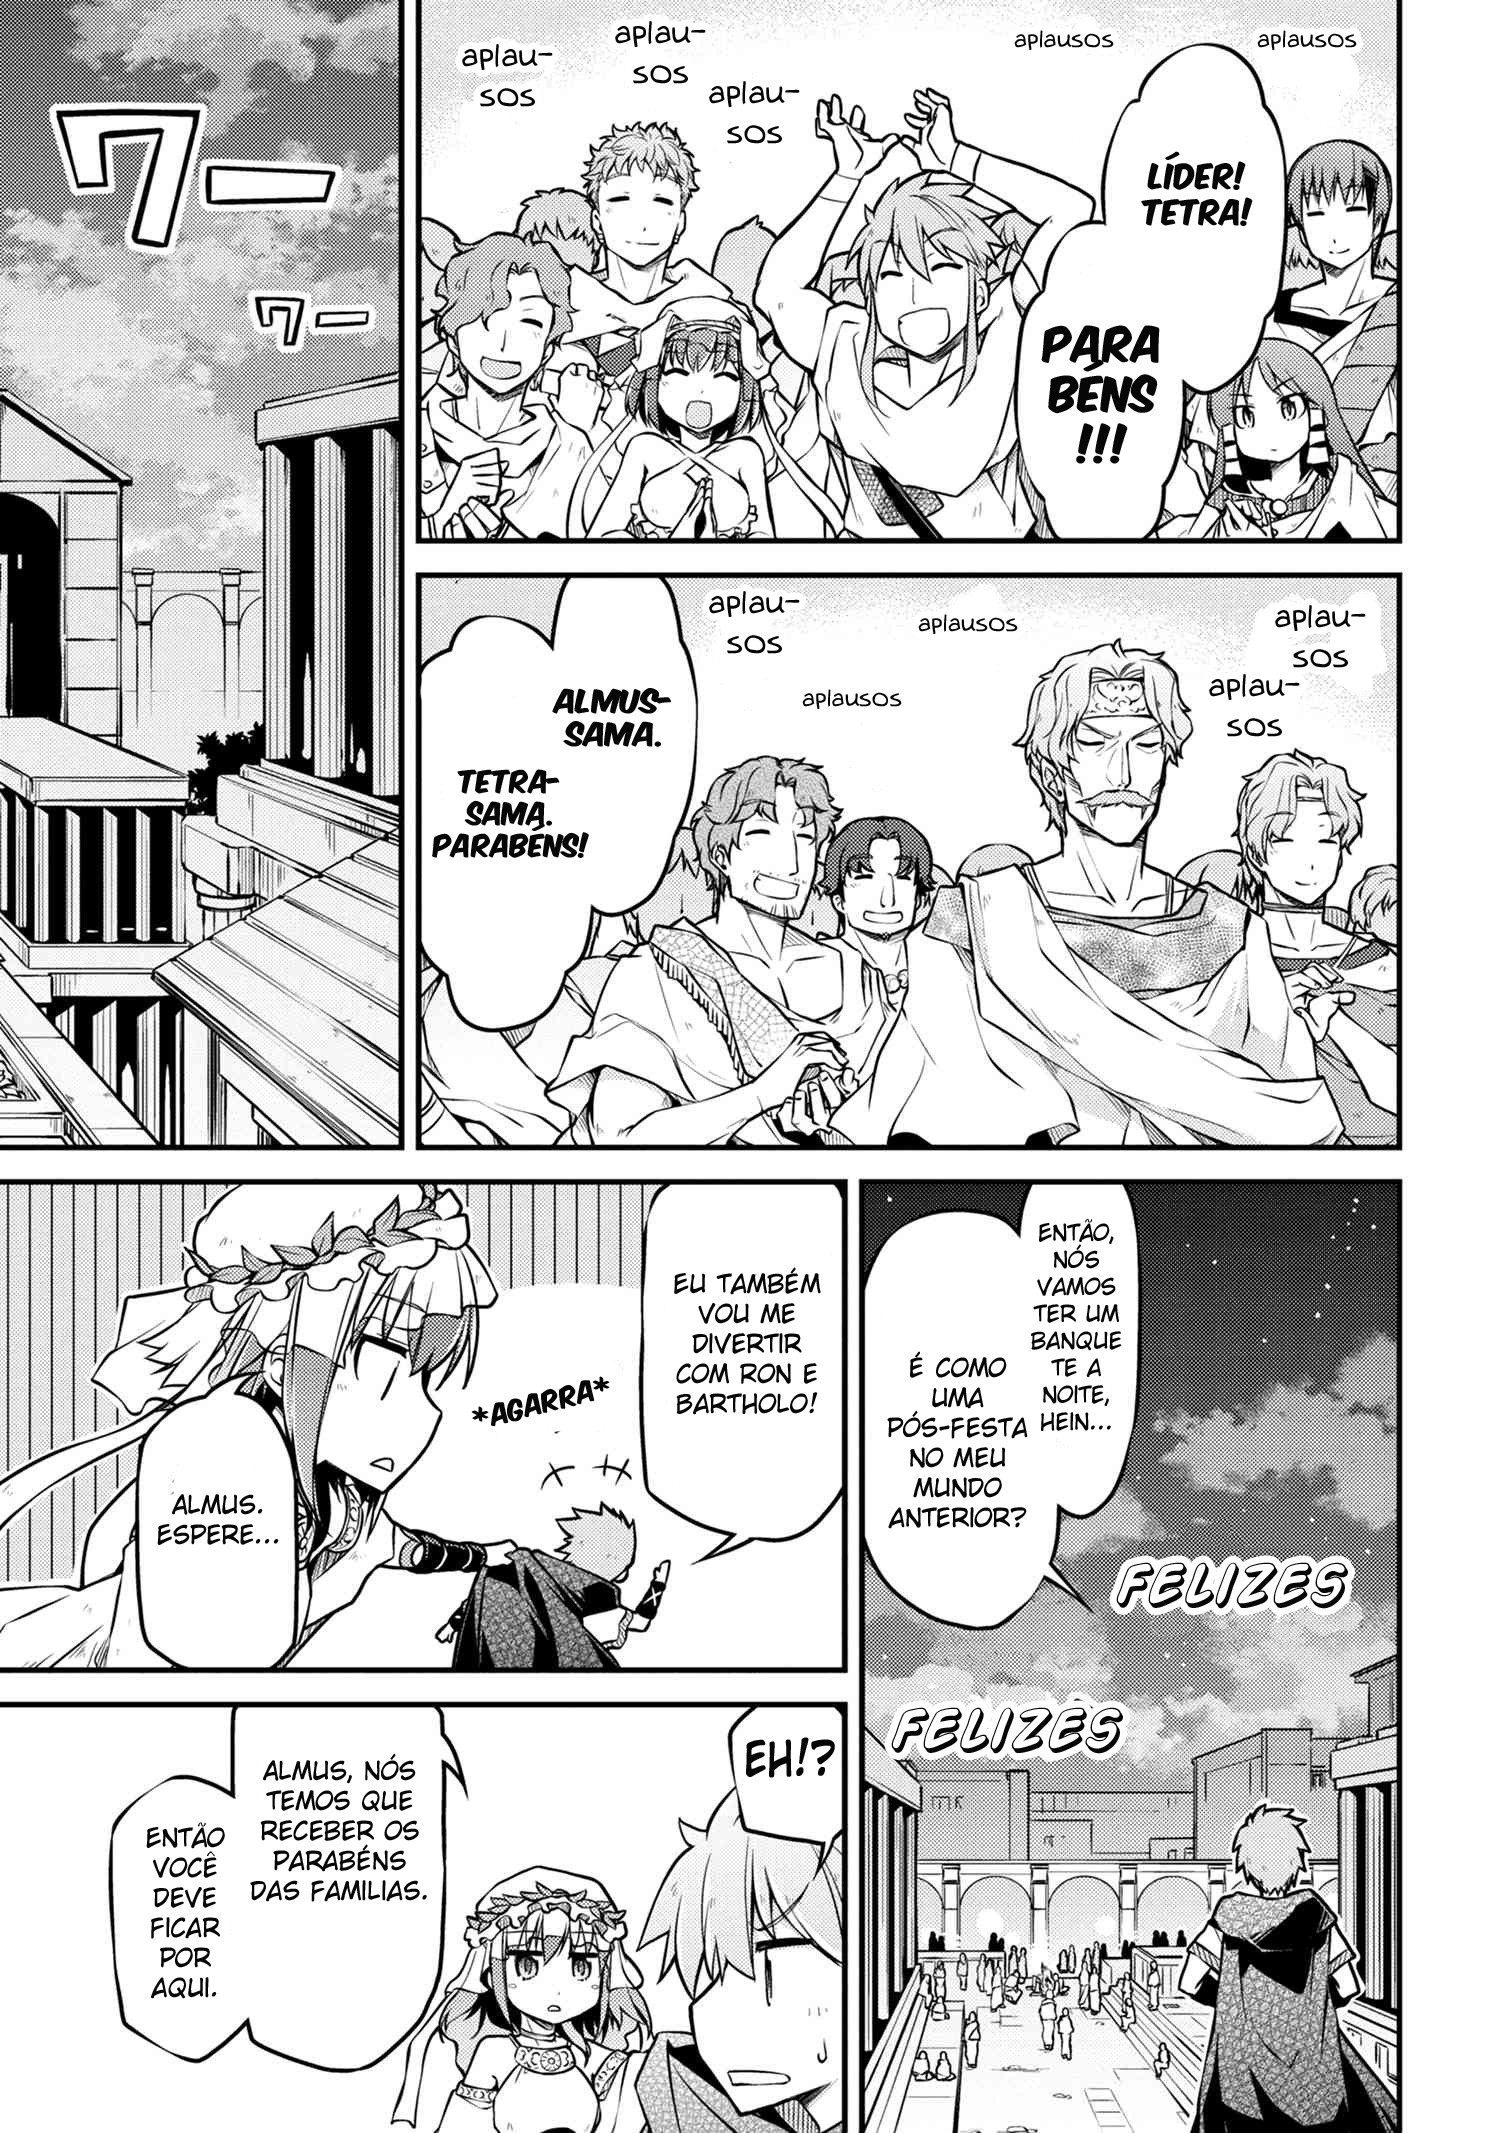 aplausos
aplausos
aplau-
sos
aplau-
sos
aplau-
sos
LÍDER!
TETRA!
PARA
BÉNS
!!!
ワー
ワー
aplau-
sos
aplau-
sos
aplausos
aplau-
sos
aplausos
ALMUS-
SAMA.
TETRA-
SAMA.
PARABÉNS!
ENTÃO,
NÓS
VAMOS
TER UM
BANQUE
TE A
NOITE,
HEIN...
É COMO
UMA
PÓS-FESTA
NO MEU
MUNDO
ANTERIOR?
FELIZES
FELIZES
EU TAMBÉM
VOU ME
DIVERTIR
COM RON E
BARTHOLO!
*AGARRA*
ALMUS.
ESPERE...
EH!?
ALMUS, NÓS
TEMOS QUE
RECEBER OS
PARABÉNS
DAS FAMILIAS.
ENTÃO
VOCÊ
DEVE
FICAR
POR
AQUI.